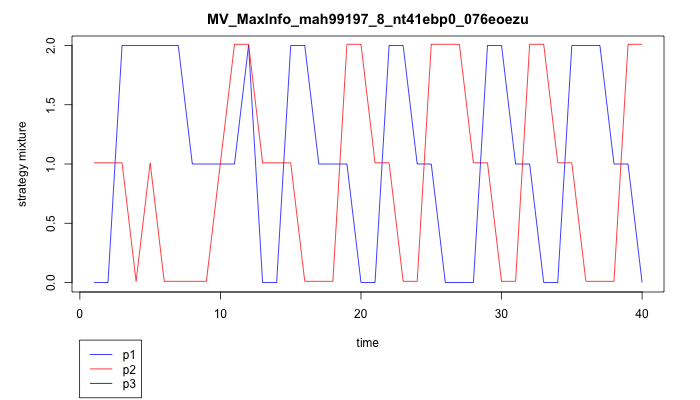 MV_MaxInfo_mah99197_8_nt41ebp0_076eoezu
strategy mixture
2.0
1.5
1.0
0.5
0.0
0 10 20 30 40
time
p1
p2
p3